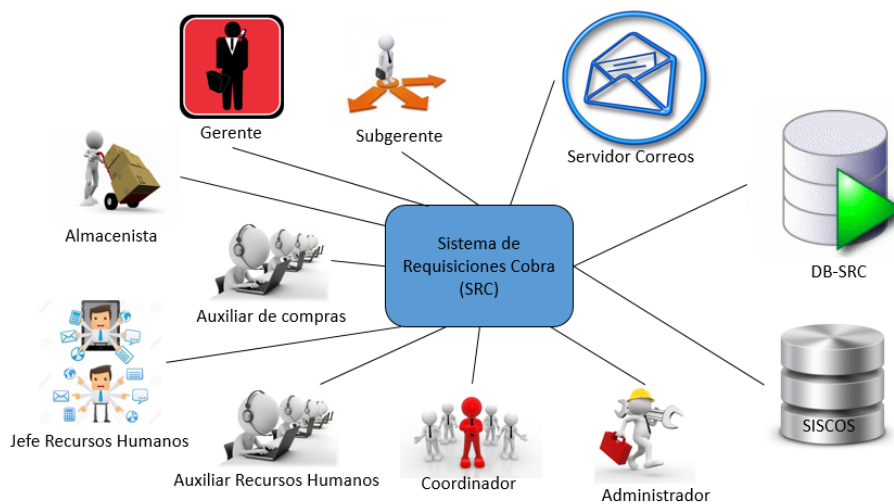 Gerente
Subgerente
Servidor Correos
Almacenista
Sistema de
Requisiciones Cobra
(SRC)
DB-SRC
Auxiliar de compras
Jefe Recursos Humanos
Auxiliar Recursos Humanos
Coordinador
Administrador
SISCOS